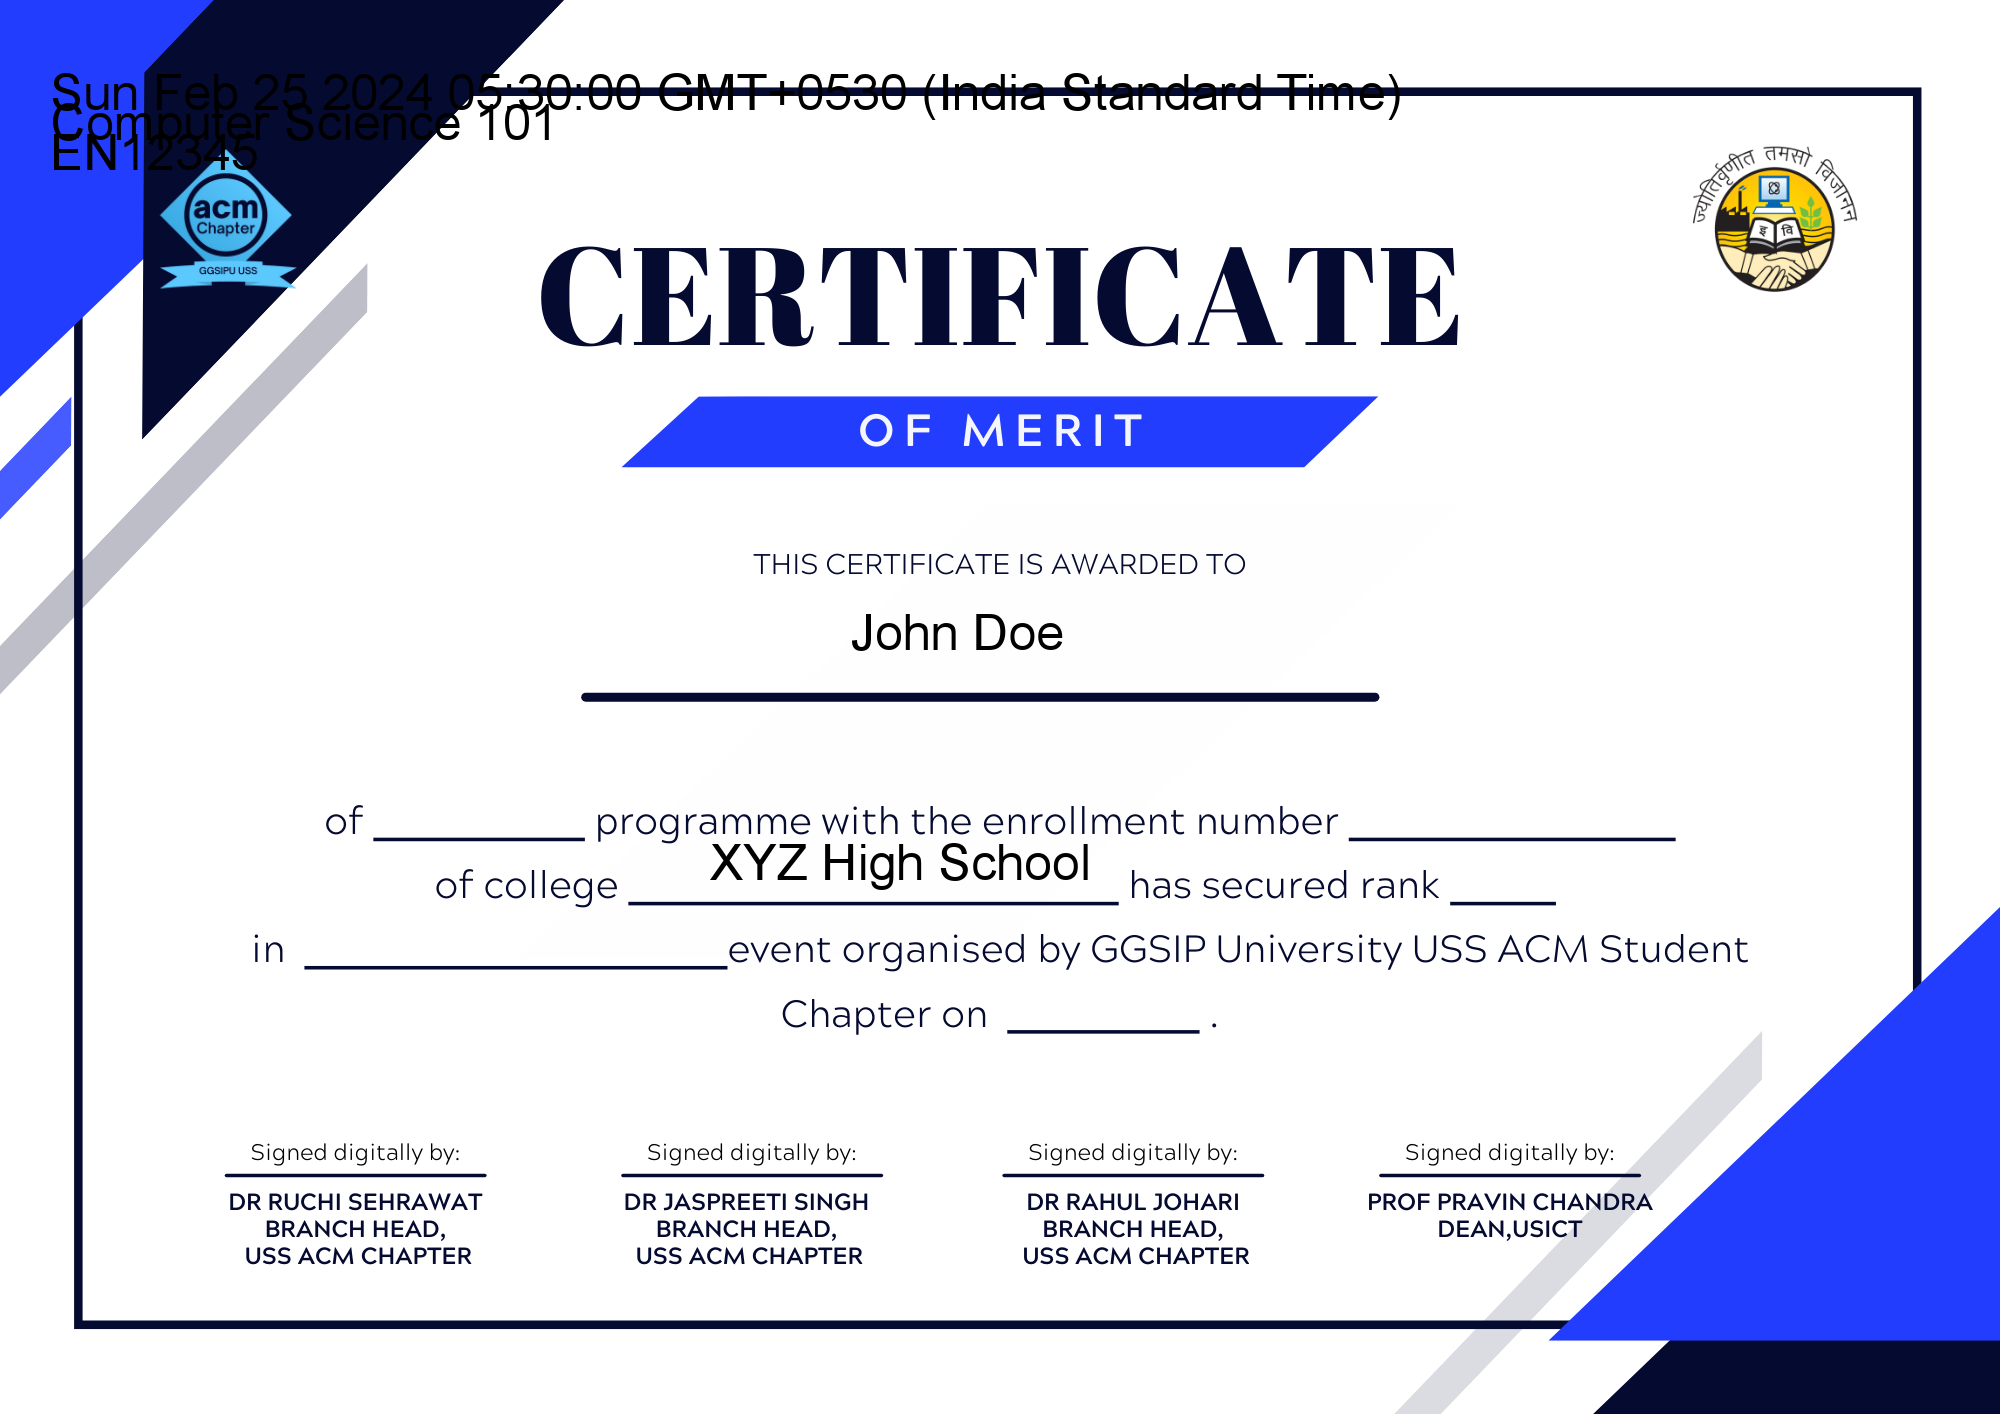 Sun Feb 25 2024 05:30:00 GMT+0530 (India Standard Time)
Computer Science 101
EN12345
acm
Chapter
GGSIPU USS
ज्योतिर्वृणीत तमसो विजानन
इ वि
CERTIFICATE
OF MERIT
THIS CERTIFICATE IS AWARDED TO
John Doe
of __________ programme with the enrollment number __________
XYZ High School
of college __________ has secured rank _____
in __________event organised by GGSIP University USS ACM Student
Chapter on __________ .
Signed digitally by: Signed digitally by: Signed digitally by: Signed digitally by:
DR RUCHI SEHRAWAT DR JASPREETI SINGH DR RAHUL JOHARI PROF PRAVIN CHANDRA
BRANCH HEAD, BRANCH HEAD, BRANCH HEAD, DEAN,USICT
USS ACM CHAPTER USS ACM CHAPTER USS ACM CHAPTER